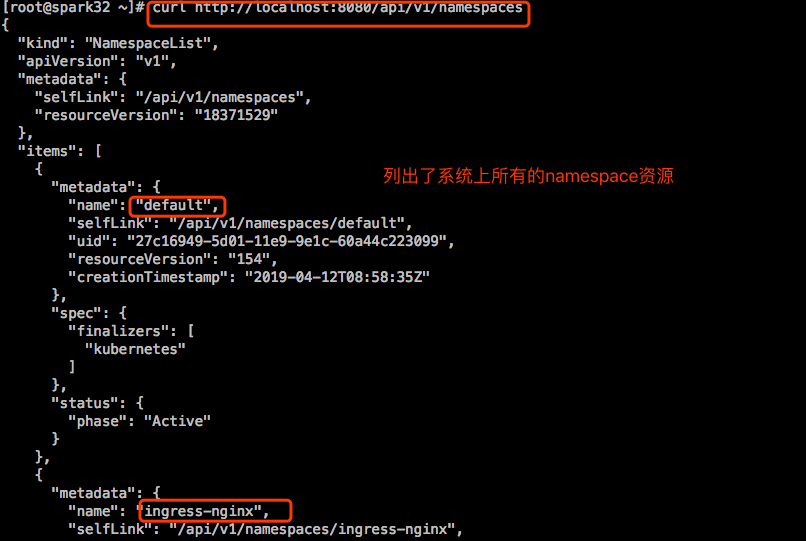 [root@spark32 ~]# curl http://localhost:8080/api/v1/namespaces
{
  "kind": "NamespaceList",
  "apiVersion": "v1",
  "metadata": {
    "selfLink": "/api/v1/namespaces",
    "resourceVersion": "18371529"
  },
  "items": [
    {
列出了系统上所有的namespace资源
      "metadata": {
        "name": "default",
        "selfLink": "/api/v1/namespaces/default",
        "uid": "27c16949-5d01-11e9-9e1c-60a44c223099",
        "resourceVersion": "154",
        "creationTimestamp": "2019-04-12T08:58:35Z"
      },
      "spec": {
        "finalizers": [
          "kubernetes"
        ]
      },
      "status": {
        "phase": "Active"
      }
    },
    {
      "metadata": {
        "name": "ingress-nginx",
        "selfLink": "/api/v1/namespaces/ingress-nginx",